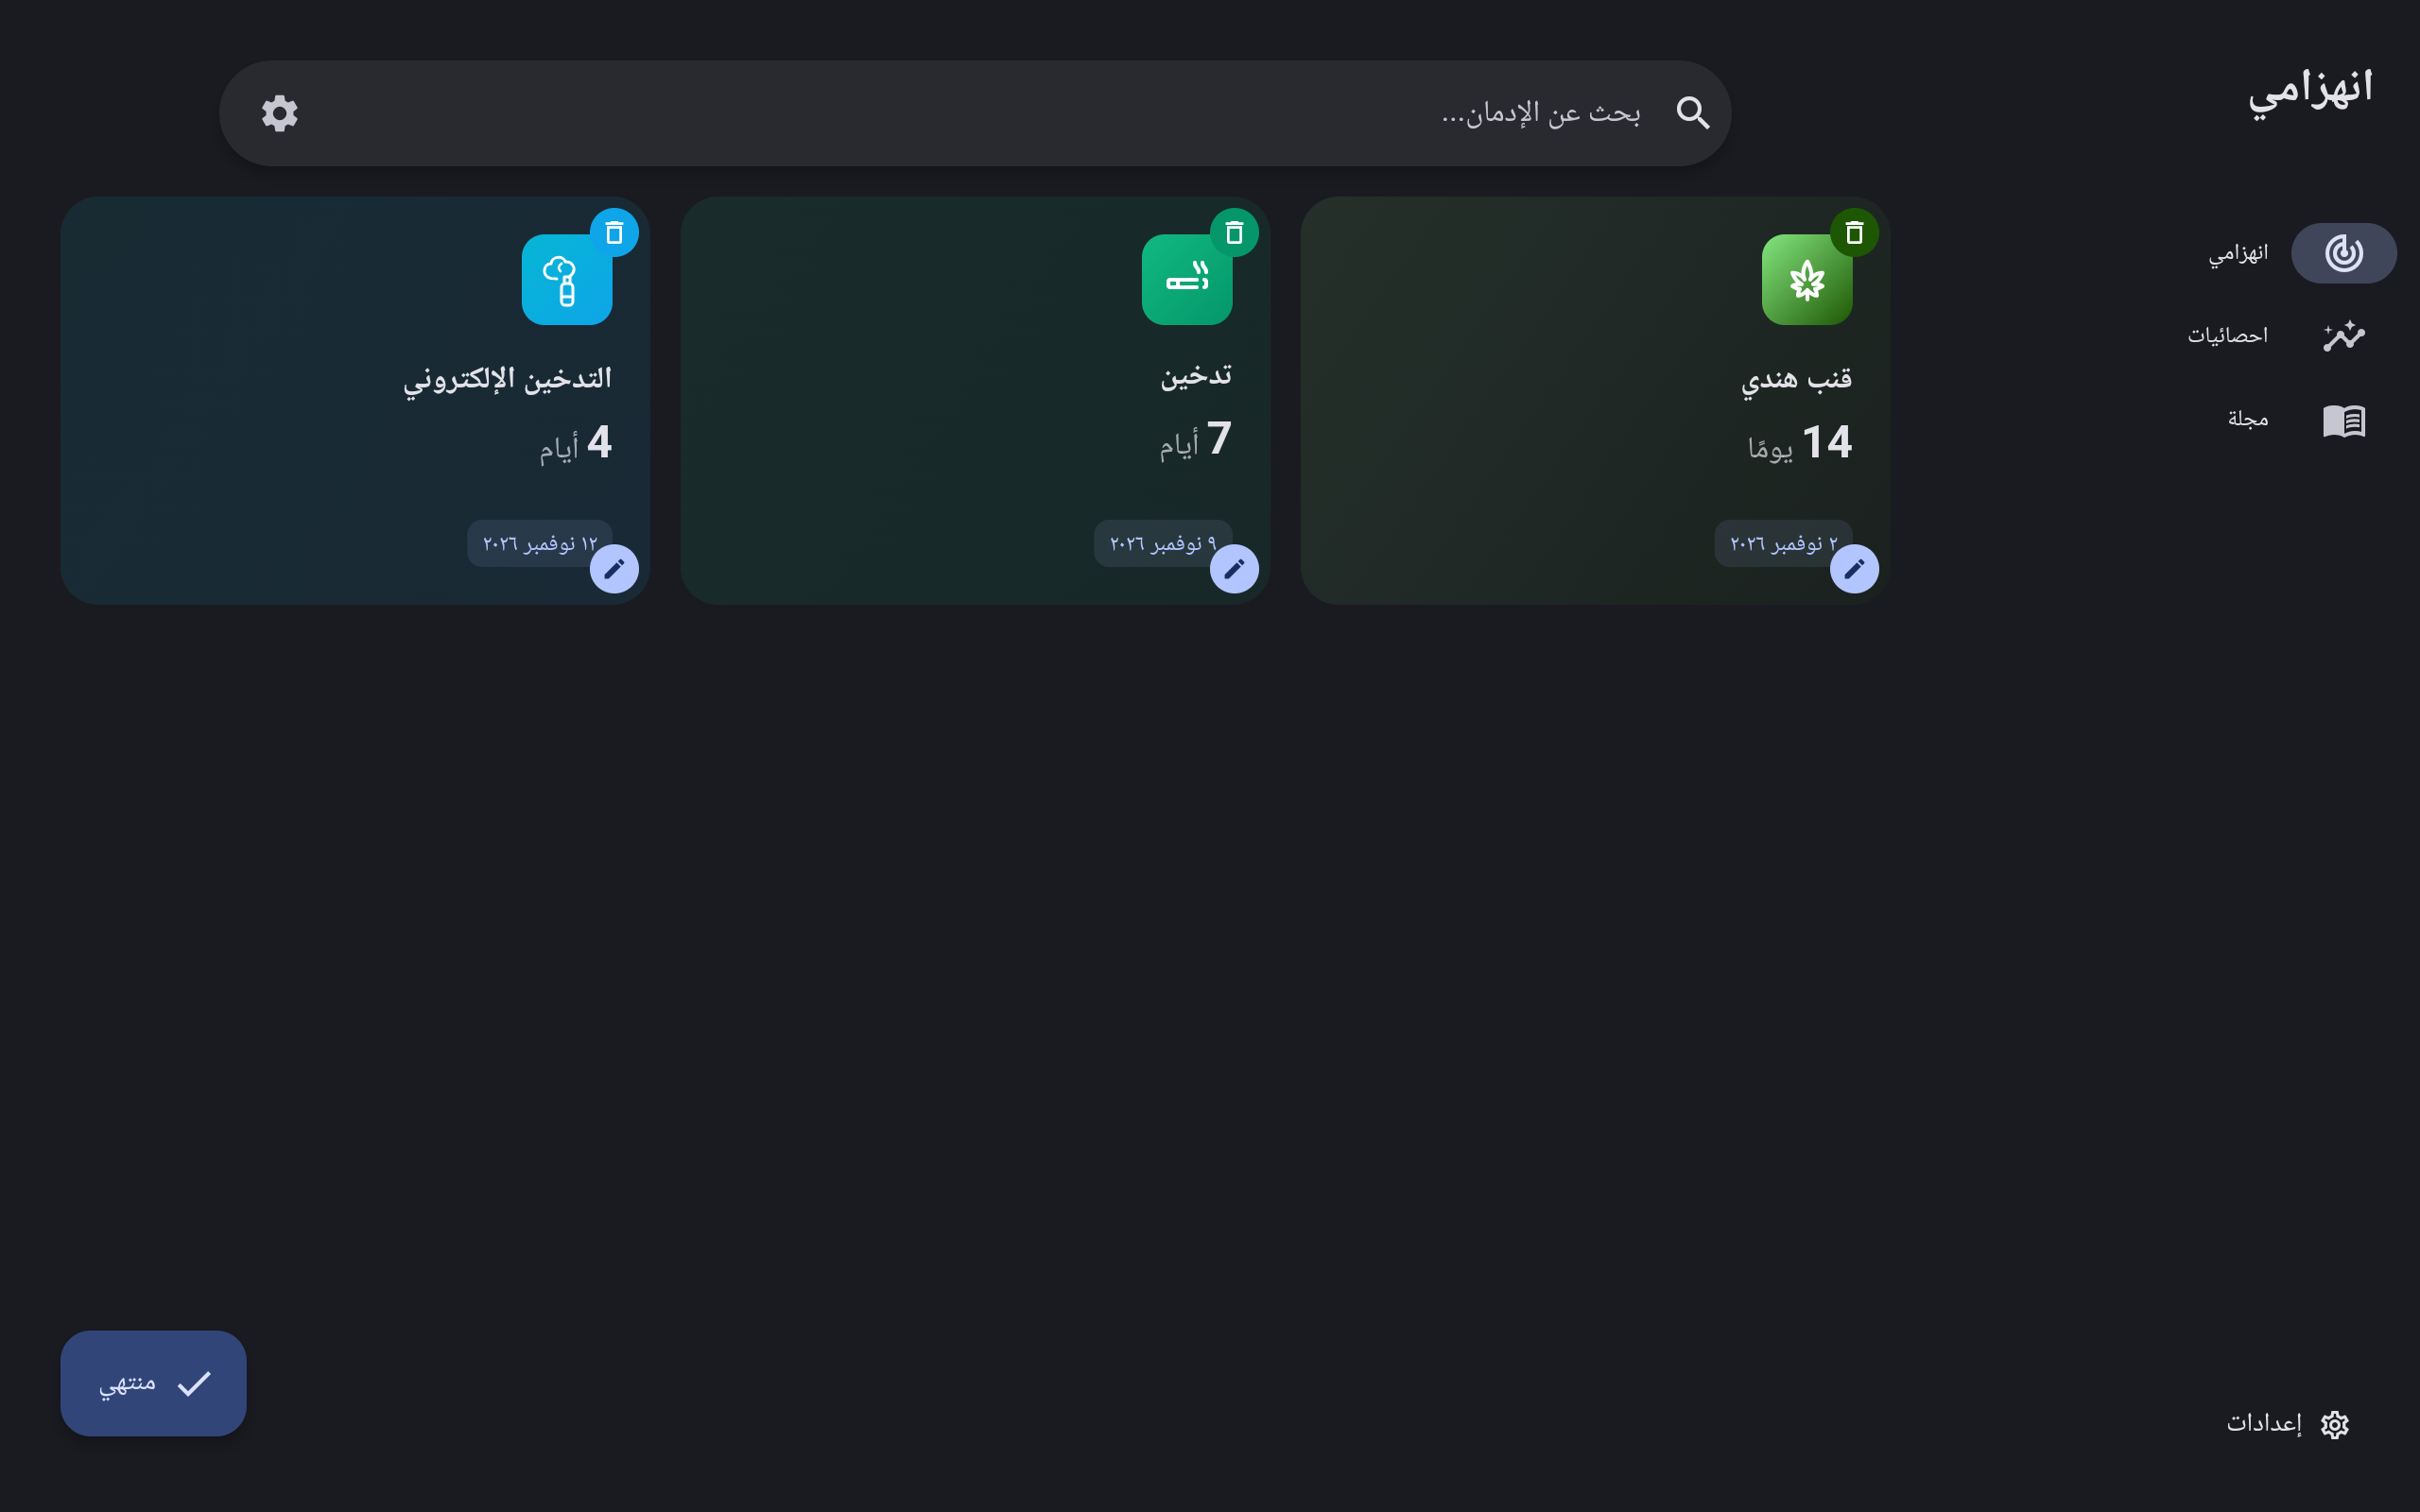 انهزامي
بحث عن الإدمان...
انهزامي
احصائيات
مجلة
قنب هندي
14 يومًا
٢ نوفمبر ٢٠٢٦
تدخين
7 أيام
٩ نوفمبر ٢٠٢٦
التدخين الإلكتروني
4 أيام
١٢ نوفمبر ٢٠٢٦
إعدادات
منتهي